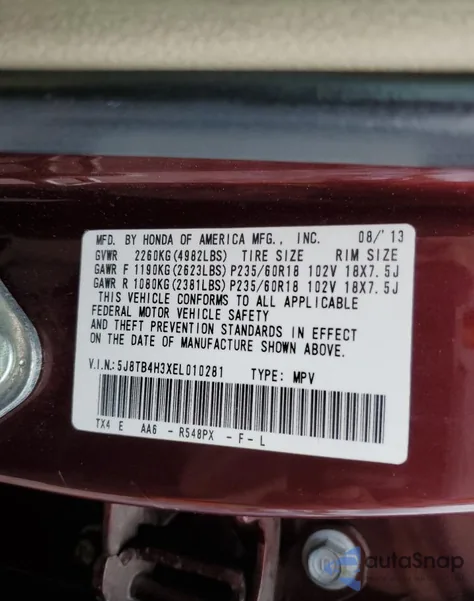 MFD. BY HONDA OF AMERICA MFG., INC. 08/'13
GVWR 2260KG(4982LBS) TIRE SIZE RIM SIZE
GAWR F 1190KG(2623LBS) P235/60R18 102V 18X7.5J
GAWR R 1080KG(2381LBS) P235/60R18 102V 18X7.5J
THIS VEHICLE CONFORMS TO ALL APPLICABLE
FEDERAL MOTOR VEHICLE SAFETY
AND THEFT PREVENTION STANDARDS IN EFFECT
ON THE DATE OF MANUFACTURE SHOWN ABOVE.
V.I.N.: 5J8TB4H3XEL010261 TYPE: MPV
TX4 E AA6 - R548PX - F - L
autoSnap